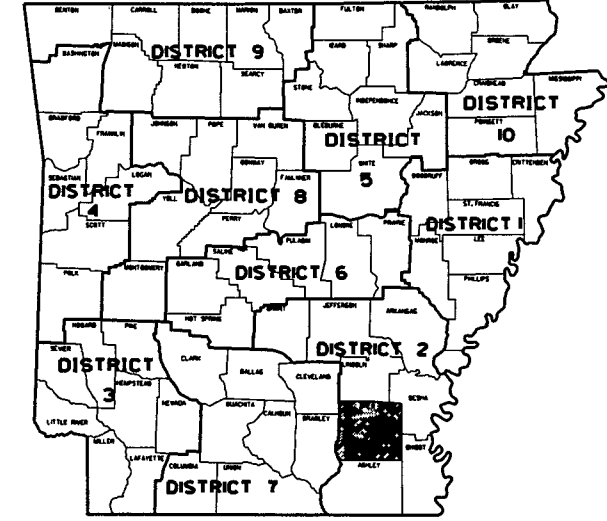 BENTON CARROLL BOONE MARION BAXTER FULTON RANDOLPH CLAY
MADISON DISTRICT 9 IZARD SHARP GREENE
WASHINGTON NEWTON SEARCY LAWRENCE
STONE CRAIGHEAD MISSISSIPPI
INDEPENDENCE DISTRICT
CRAWFORD JOHNSON POPE VAN BUREN CLEBURNE JACKSON POINSETT 10
FRANKLIN DISTRICT
CONWAY WHITE CROSS CRITTENDEN
SEBASTIAN LOGAN FAULKNER 5 WOODRUFF
DISTRICT YELL DISTRICT 8 ST. FRANCIS
4 PERRY LONOKE PRAIRIE DISTRICT 1
SCOTT PULASKI MONROE LEE
SALINE
POLK MONTGOMERY GARLAND DISTRICT 6 PHILLIPS
GRANT JEFFERSON ARKANSAS
HOT SPRING
HOWARD PIKE
SEVIER CLARK DISTRICT 2
DISTRICT DALLAS LINCOLN
HEMPSTEAD CLEVELAND
3 NEVADA OUACHITA DESHA
CALHOUN BRADLEY
LITTLE RIVER
MILLER CHICOT
LAFAYETTE COLUMBIA UNION ASHLEY
DISTRICT 7